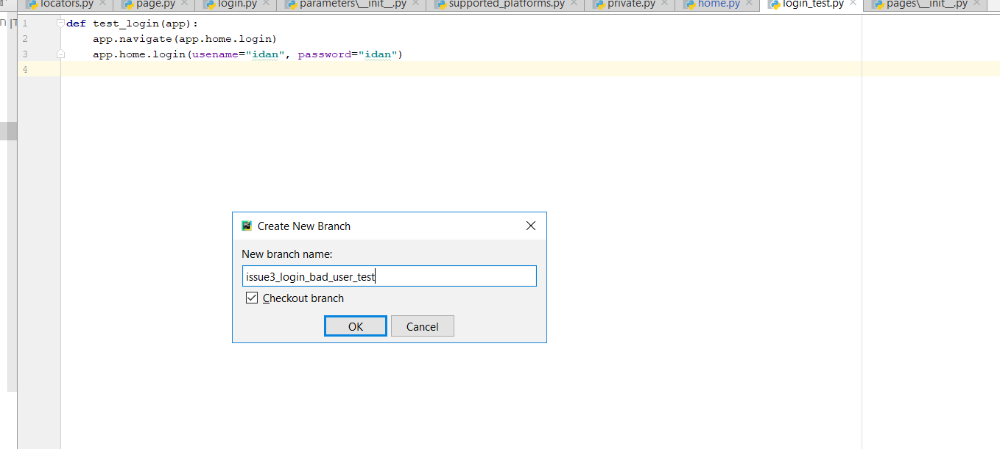 locators.py page.py login.py parameters\__init__.py supported_platforms.py private.py home.py login_test.py pages\__init__.py
1 def test_login(app):
2 app.navigate(app.home.login)
3 app.home.login(usename="idan", password="idan")
4
Create New Branch
New branch name:
issue3_login_bad_user_test
Checkout branch
OK Cancel